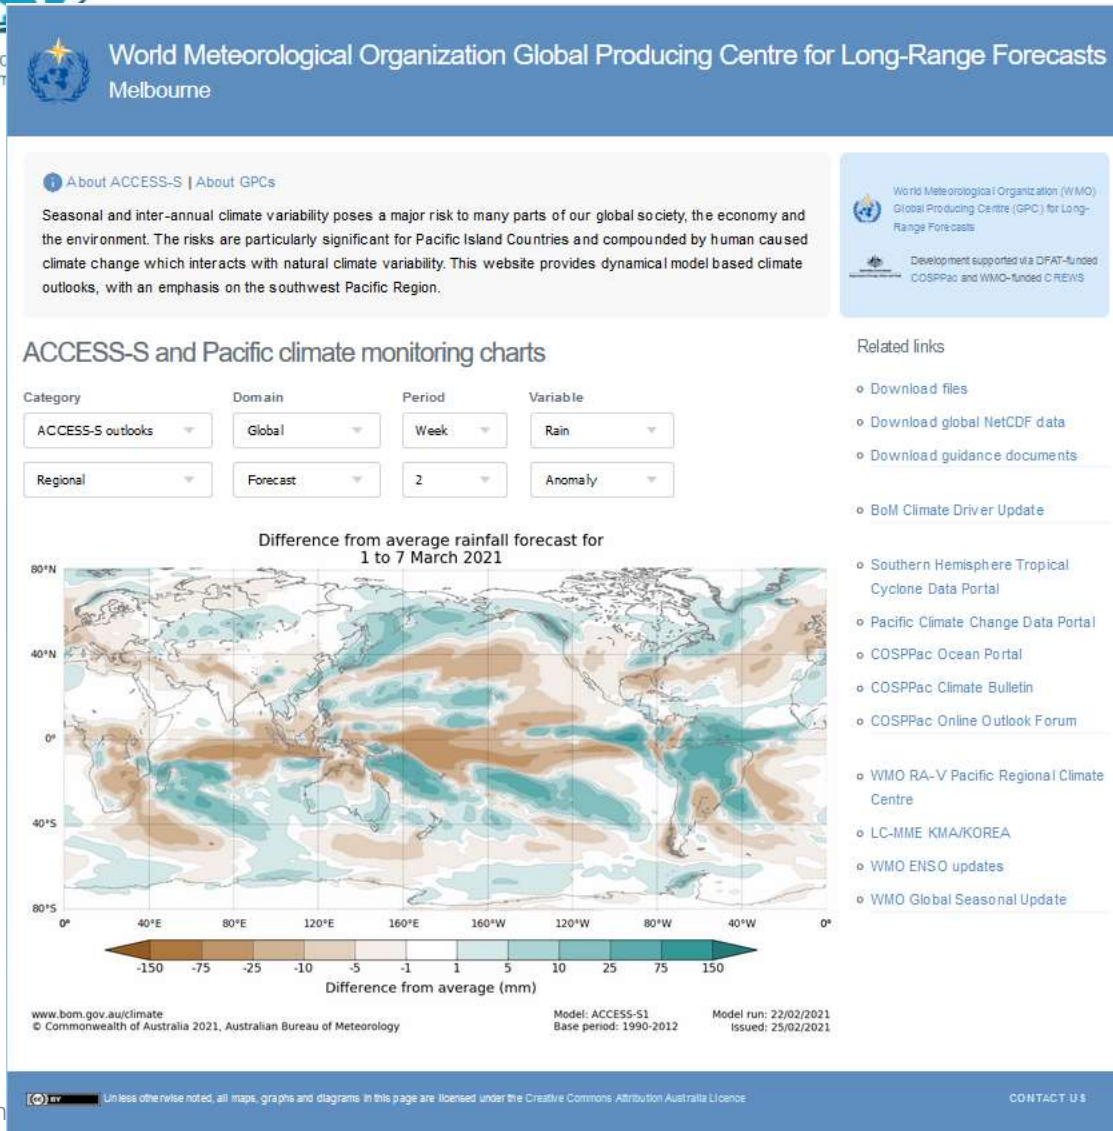 World Meteorological Organization Global Producing Centre for Long-Range Forecasts
Melbourne
About ACCESS-S | About GPCs
Seasonal and inter-annual climate variability poses a major risk to many parts of our global society, the economy and
the environment. The risks are particularly significant for Pacific Island Countries and compounded by human caused
climate change which interacts with natural climate variability. This website provides dynamical model based climate
outlooks, with an emphasis on the southwest Pacific Region.
World Meteorological Organization (WMO)
Global Producing Centre (GPC) for Long-
Range Forecasts
Development supported via DFAT-funded
COSPPac and WMO-funded CREWS
ACCESS-S and Pacific climate monitoring charts
Category Domain Period Variable
ACCESS-S outlooks Global Week Rain
Regional Forecast 2 Anomaly
Difference from average rainfall forecast for
1 to 7 March 2021
80°N
40°N
0°
40°S
80°S
0° 40°E 80°E 120°E 160°E 160°W 120°W 80°W 40°W 0°
-150 -75 -25 -10 -5 -1 1 5 10 25 75 150
Difference from average (mm)
www.bom.gov.au/climate
© Commonwealth of Australia 2021, Australian Bureau of Meteorology
Model: ACCESS-S1
Base period: 1990-2012
Model run: 22/02/2021
Issued: 25/02/2021
Related links
Download files
Download global NetCDF data
Download guidance documents
BoM Climate Driver Update
Southern Hemisphere Tropical
Cyclone Data Portal
Pacific Climate Change Data Portal
COSPPac Ocean Portal
COSPPac Climate Bulletin
COSPPac Online Outlook Forum
WMO RA-V Pacific Regional Climate
Centre
LC-MME KMA/KOREA
WMO ENSO updates
WMO Global Seasonal Update
(cc) BY Unless otherwise noted, all maps, graphs and diagrams in this page are licensed under the Creative Commons Attribution Australia Licence
CONTACT US